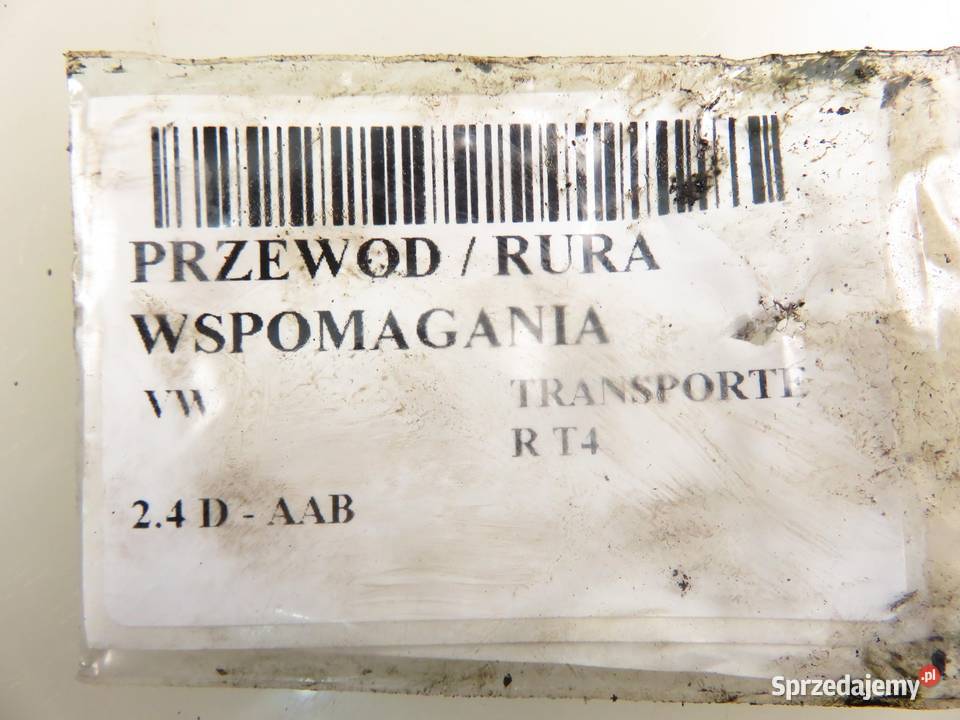 PRZEWOD / RURA
WSPOMAGANIA
VW TRANSPORTE
R T4
2.4 D - AAB
Sprzedajemy.pl